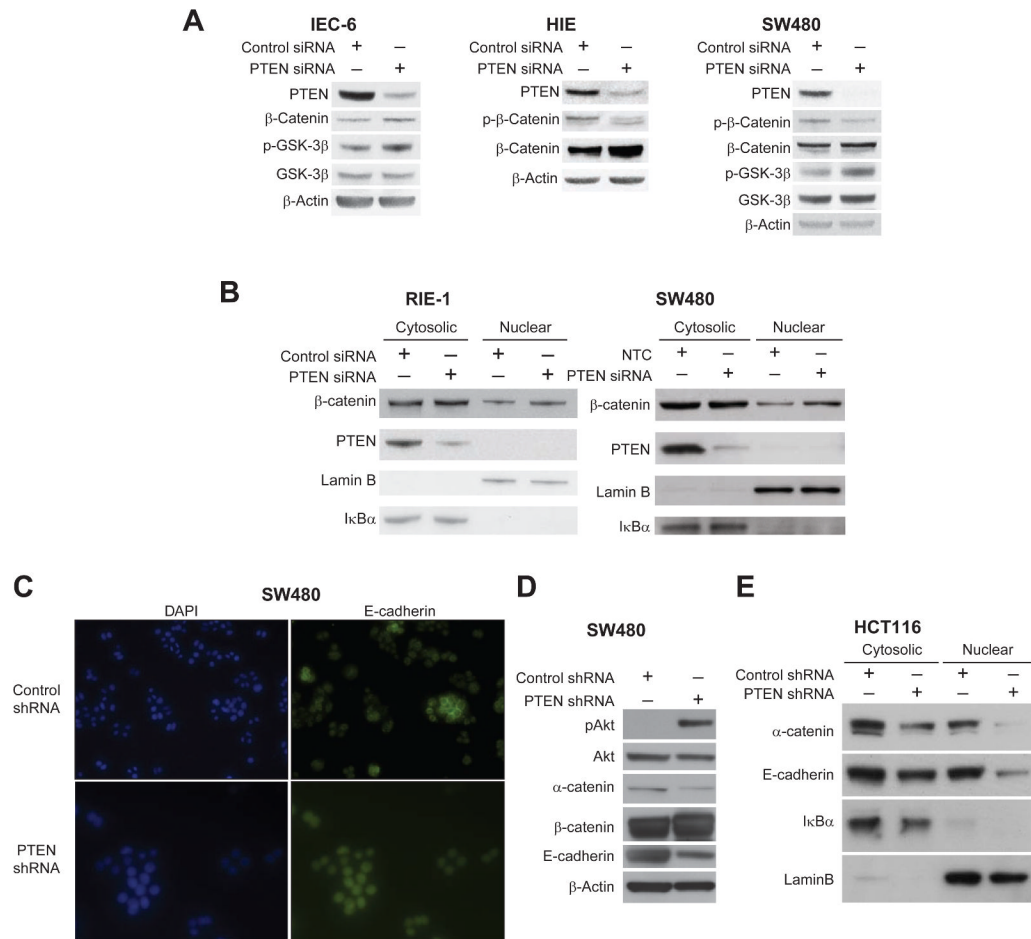 A
IEC-6
Control siRNA + –
PTEN siRNA – +
PTEN
β-Catenin
p-GSK-3β
GSK-3β
β-Actin
HIE
Control siRNA + –
PTEN siRNA – +
PTEN
p-β-Catenin
β-Catenin
β-Actin
SW480
Control siRNA + –
PTEN siRNA – +
PTEN
p-β-Catenin
β-Catenin
p-GSK-3β
GSK-3β
β-Actin
B
RIE-1
Cytosolic Nuclear
Control siRNA + – + –
PTEN siRNA – + – +
β-catenin
PTEN
Lamin B
IκBα
SW480
Cytosolic Nuclear
NTC + – + –
PTEN siRNA – + – +
β-catenin
PTEN
Lamin B
IκBα
C
SW480
DAPI E-cadherin
Control
shRNA
PTEN
shRNA
D
SW480
Control shRNA + –
PTEN shRNA – +
pAkt
Akt
α-catenin
β-catenin
E-cadherin
β-Actin
E
HCT116
Cytosolic Nuclear
Control shRNA + – + –
PTEN shRNA – + – +
α-catenin
E-cadherin
IκBα
LaminB